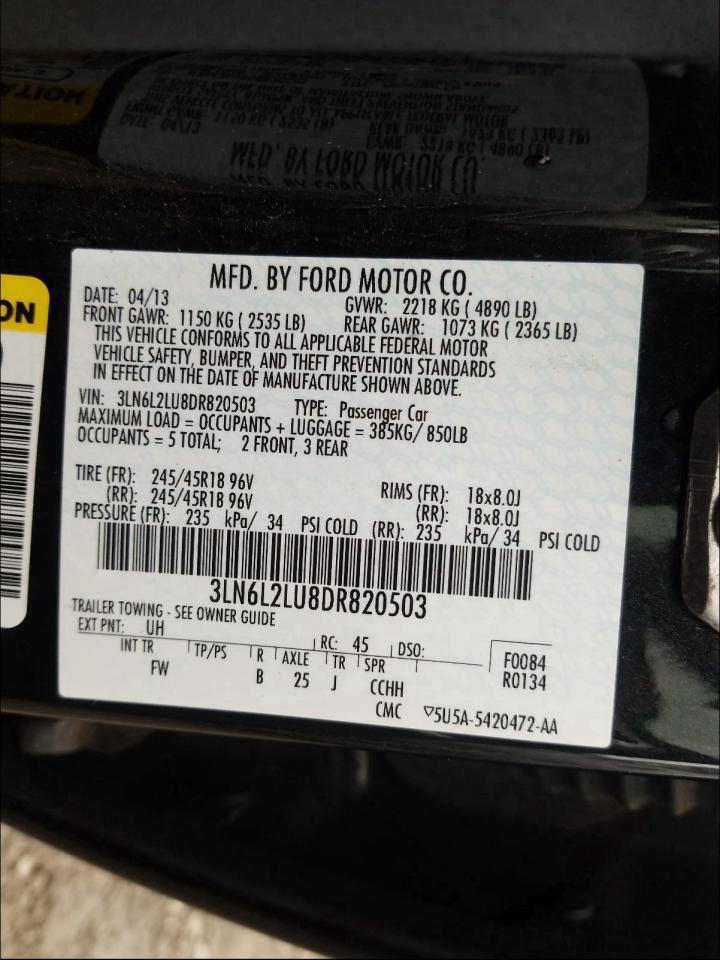 MFD. BY FORD MOTOR CO.
DATE: 04/13
GVWR: 2218 KG ( 4890 LB)
FRONT GAWR: 1150 KG ( 2535 LB)
REAR GAWR: 1073 KG ( 2365 LB)
THIS VEHICLE CONFORMS TO ALL APPLICABLE FEDERAL MOTOR
VEHICLE SAFETY, BUMPER, AND THEFT PREVENTION STANDARDS
IN EFFECT ON THE DATE OF MANUFACTURE SHOWN ABOVE.
VIN: 3LN6L2LU8DR820503 TYPE: Passenger Car
MAXIMUM LOAD = OCCUPANTS + LUGGAGE = 385KG/ 850LB
OCCUPANTS = 5 TOTAL; 2 FRONT, 3 REAR
TIRE (FR): 245/45R18 96V RIMS (FR): 18x8.0J
(RR): 245/45R18 96V (RR): 18x8.0J
PRESSURE (FR): 235 kPa/ 34 PSI COLD (RR): 235 kPa/ 34 PSI COLD
3LN6L2LU8DR820503
TRAILER TOWING - SEE OWNER GUIDE
EXT PNT: UH RC: 45 DSO:
INT TR TP/PS R AXLE TR SPR
FW B 25 J CCHH
CMC
F0084
R0134
▽5U5A-5420472-AA
ON